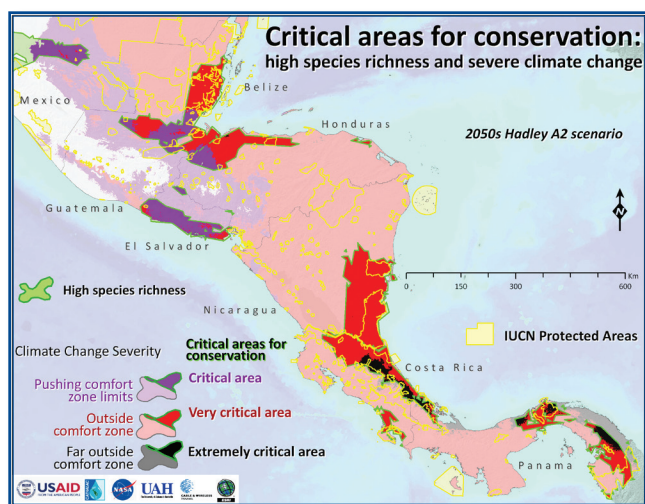 Critical areas for conservation:
high species richness and severe climate change
Mexico
Belize
Honduras
2050s Hadley A2 scenario
N
Guatemala
El Salvador
Km
0 150 300 450 600
High species richness
Nicaragua
IUCN Protected Areas
Climate Change Severity
Critical areas for
conservation
Costa Rica
Pushing comfort
zone limits
Critical area
Outside
comfort zone
Very critical area
Far outside
comfort zone
Extremely critical area
Panama
USAID
NASA
UAH
CABLE & WIRELESS